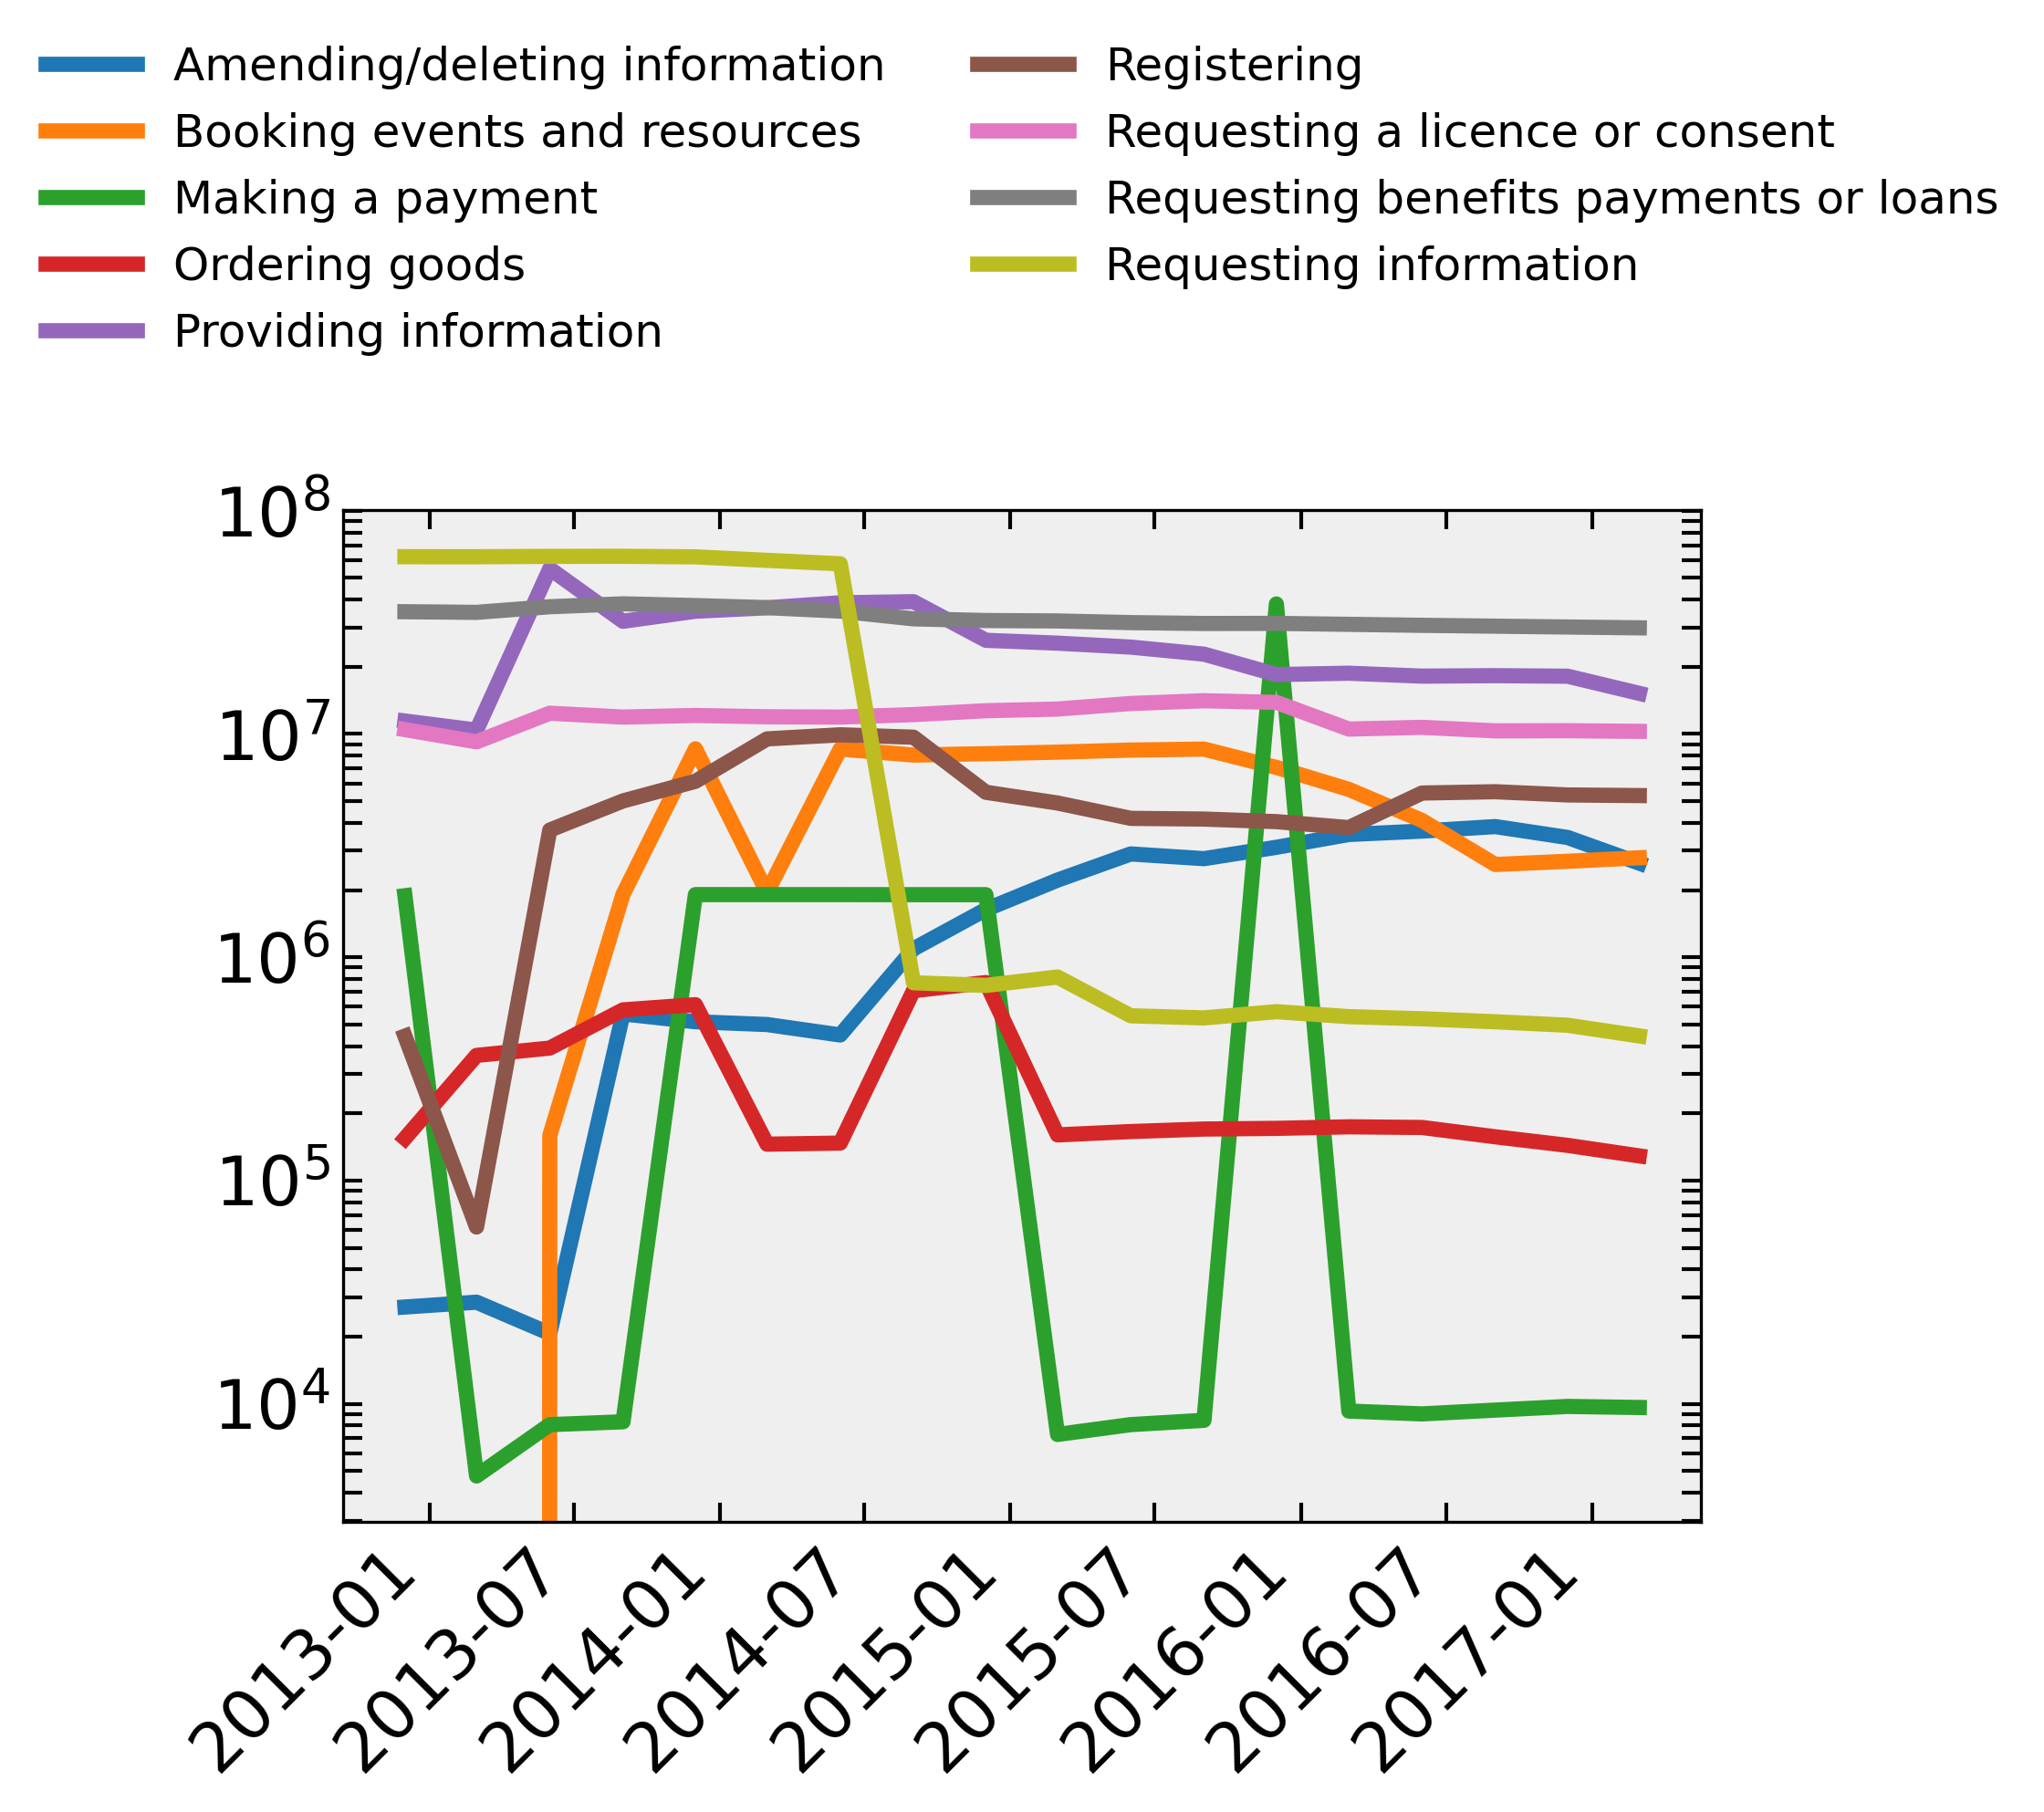 Amending/deleting information
Booking events and resources
Making a payment
Ordering goods
Providing information
Registering
Requesting a licence or consent
Requesting benefits payments or loans
Requesting information
10⁸
10⁷
10⁶
10⁵
10⁴
2013-01
2013-07
2014-01
2014-07
2015-01
2015-07
2016-01
2016-07
2017-01